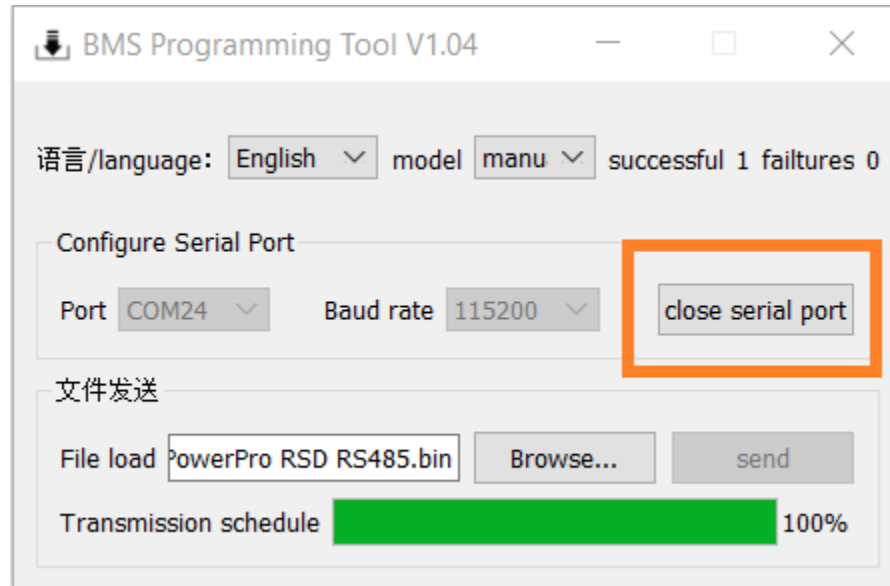 BMS Programming Tool V1.04
语言/language: English model manu successful 1 failtures 0
Configure Serial Port
Port COM24 Baud rate 115200 close serial port
文件发送
File load PowerPro RSD RS485.bin Browse... send
Transmission schedule 100%